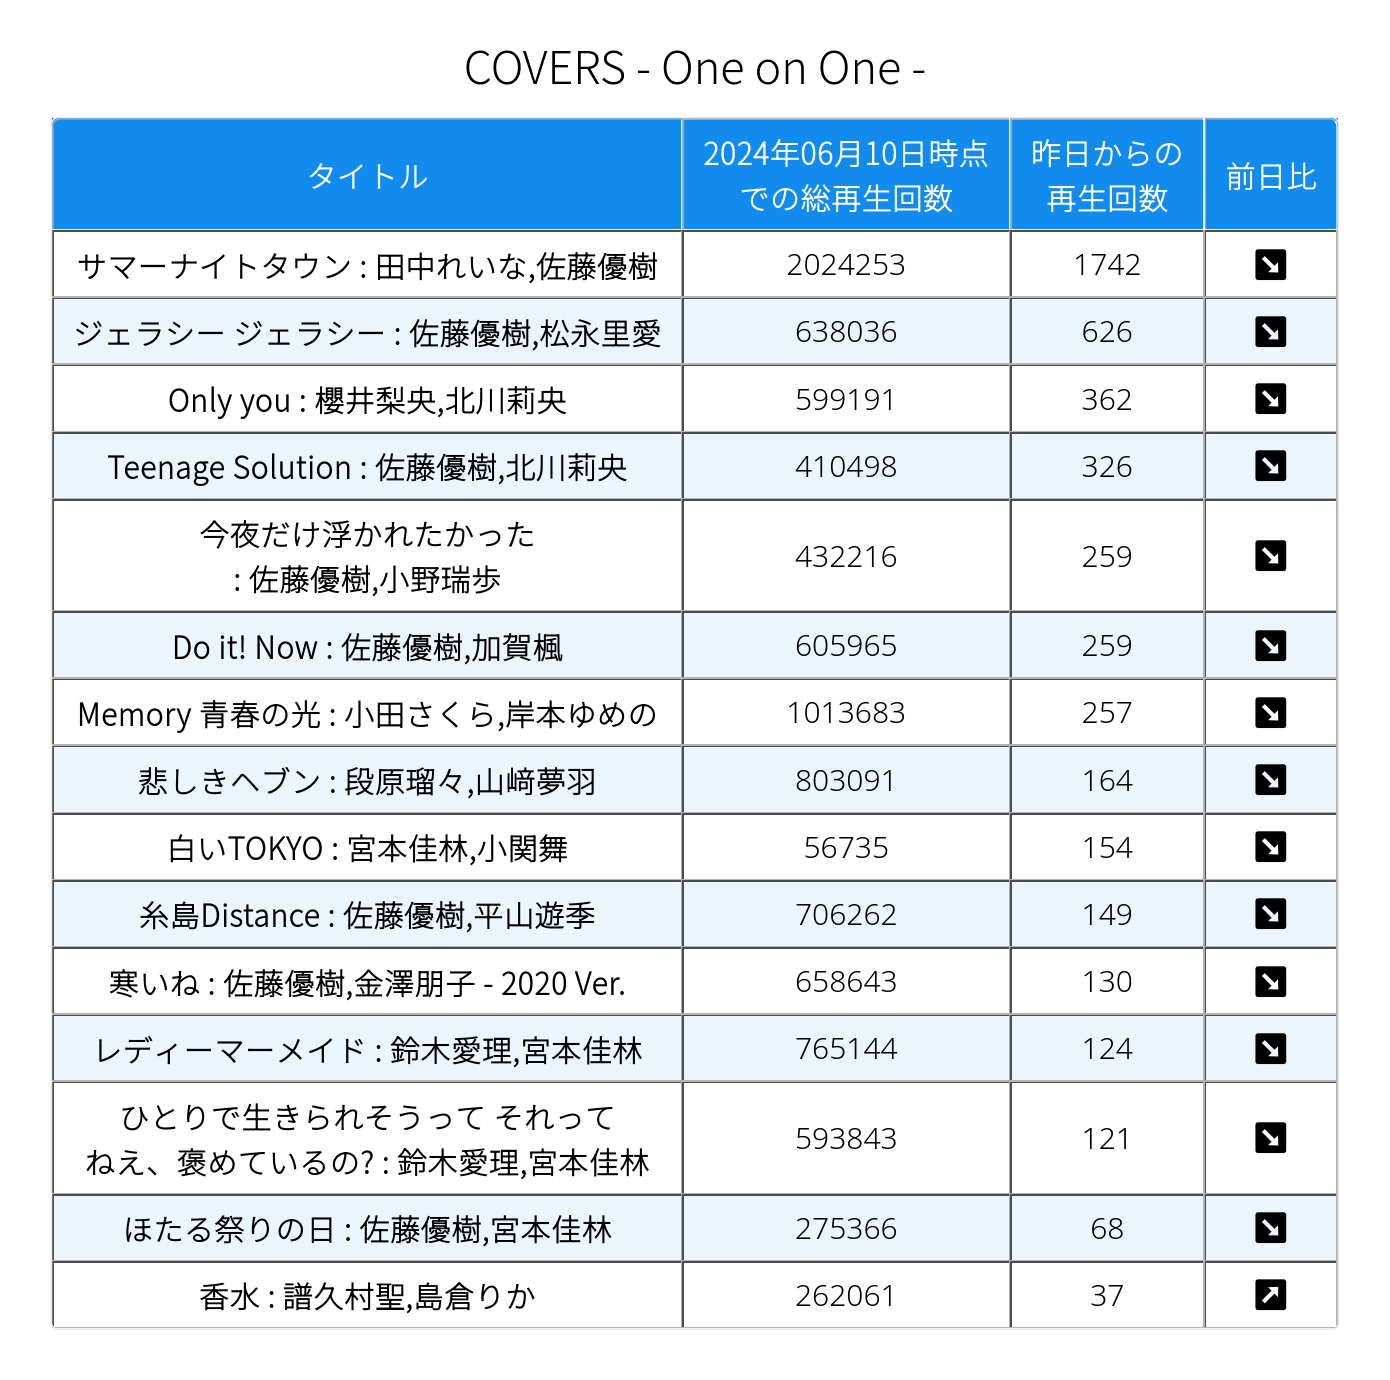 COVERS - One on One -
タイトル
2024年06月10日時点
での総再生回数
昨日からの
再生回数
前日比
サマーナイトタウン : 田中れいな,佐藤優樹
2024253
1742
ジェラシー ジェラシー : 佐藤優樹,松永里愛
638036
626
Only you : 櫻井梨央,北川莉央
599191
362
Teenage Solution : 佐藤優樹,北川莉央
410498
326
今夜だけ浮かれたかった
: 佐藤優樹,小野瑞歩
432216
259
Do it! Now : 佐藤優樹,加賀楓
605965
259
Memory 青春の光 : 小田さくら,岸本ゆめの
1013683
257
悲しきヘブン : 段原瑠々,山﨑夢羽
803091
164
白いTOKYO : 宮本佳林,小関舞
56735
154
糸島Distance : 佐藤優樹,平山遊季
706262
149
寒いね : 佐藤優樹,金澤朋子 - 2020 Ver.
658643
130
レディーマーメイド : 鈴木愛理,宮本佳林
765144
124
ひとりで生きられそうって それって
ねえ、褒めているの? : 鈴木愛理,宮本佳林
593843
121
ほたる祭りの日 : 佐藤優樹,宮本佳林
275366
68
香水 : 譜久村聖,島倉りか
262061
37